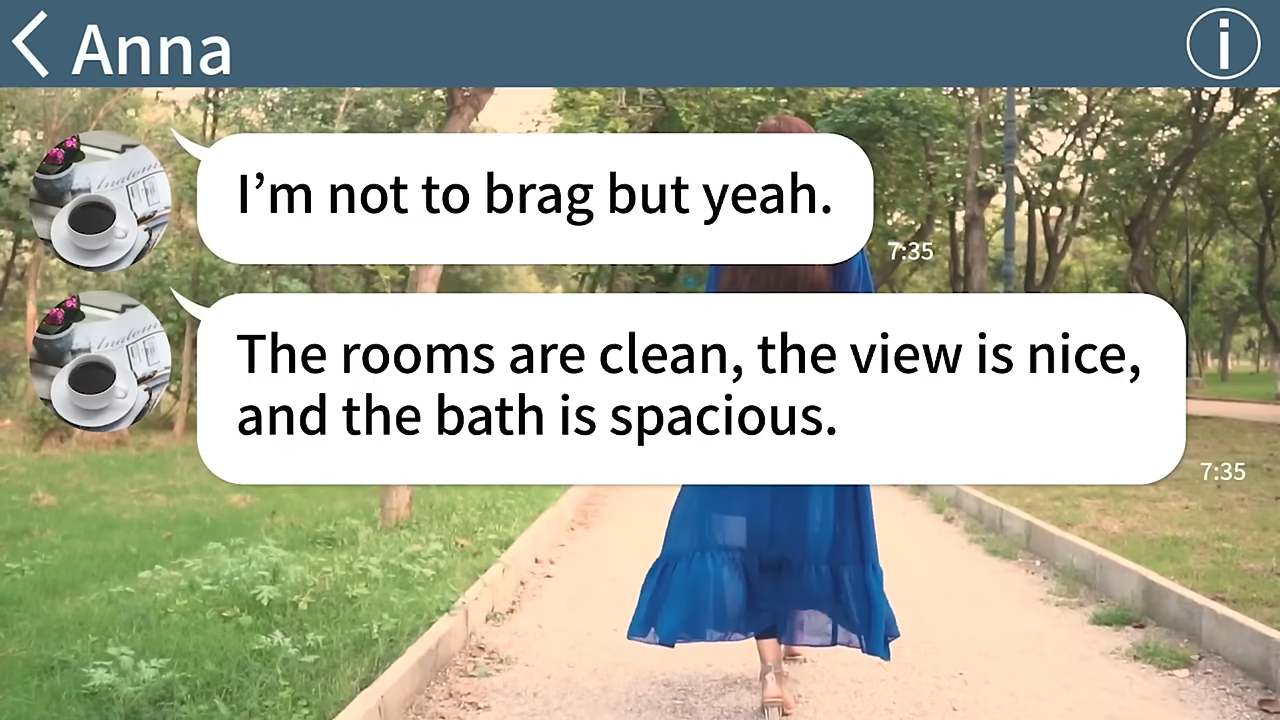 Anna
I’m not to brag but yeah.
7:35
The rooms are clean, the view is nice,
and the bath is spacious.
7:35